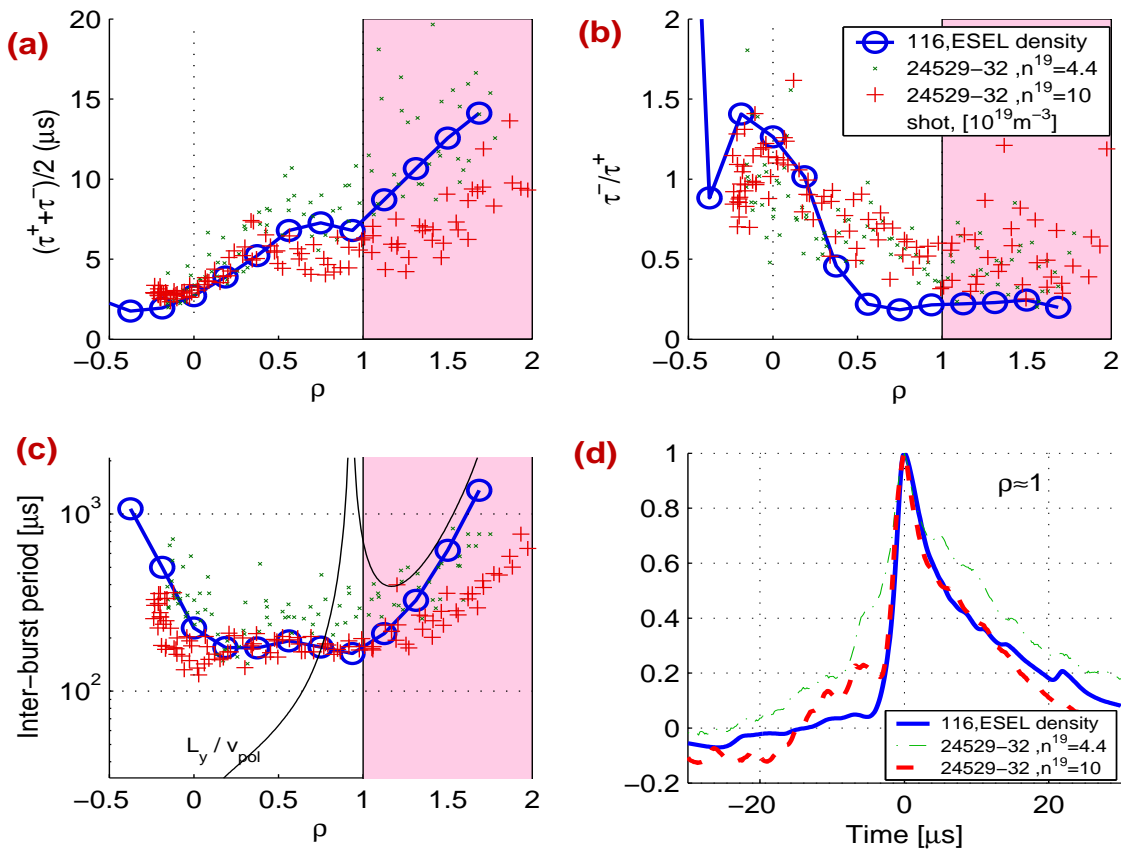 (a)
20
15
10
5
0
(τ⁺+τ⁻)/2 (μs)
−0.5 0 0.5 1 1.5 2
ρ
(b)
2
1.5
1
0.5
0
τ⁻/τ⁺
116,ESEL density
24529−32 ,n¹⁹=4.4
24529−32 ,n¹⁹=10
shot, [10¹⁹m⁻³]
−0.5 0 0.5 1 1.5 2
ρ
(c)
10³
10²
Inter−burst period [μs]
L_y / v_pol
−0.5 0 0.5 1 1.5 2
ρ
(d)
1
0.8
0.6
0.4
0.2
0
−0.2
ρ≈1
116,ESEL density
24529−32 ,n¹⁹=4.4
24529−32 ,n¹⁹=10
−20 0 20
Time [μs]